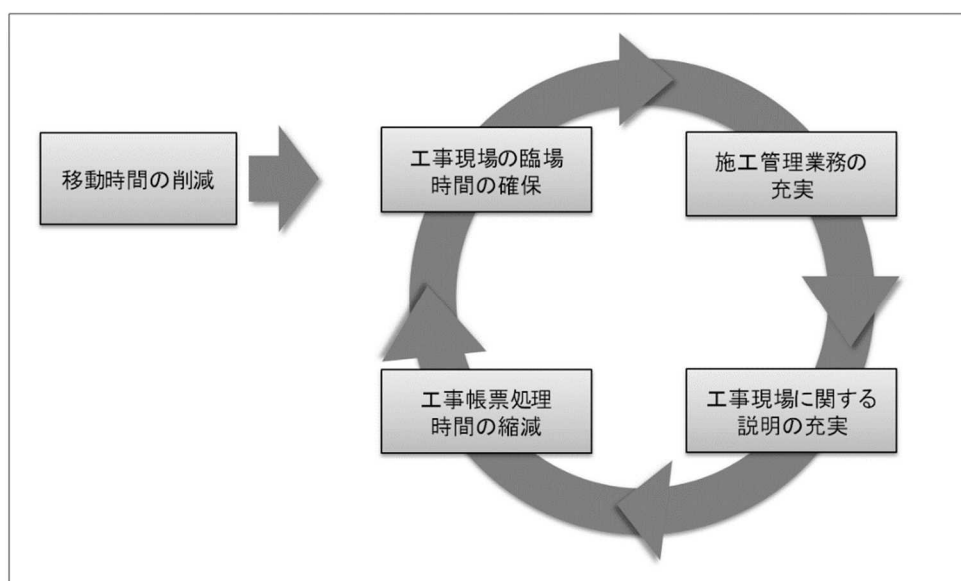 移動時間の削減
工事現場の臨場
時間の確保
施工管理業務の
充実
工事現場に関する
説明の充実
工事帳票処理
時間の縮減